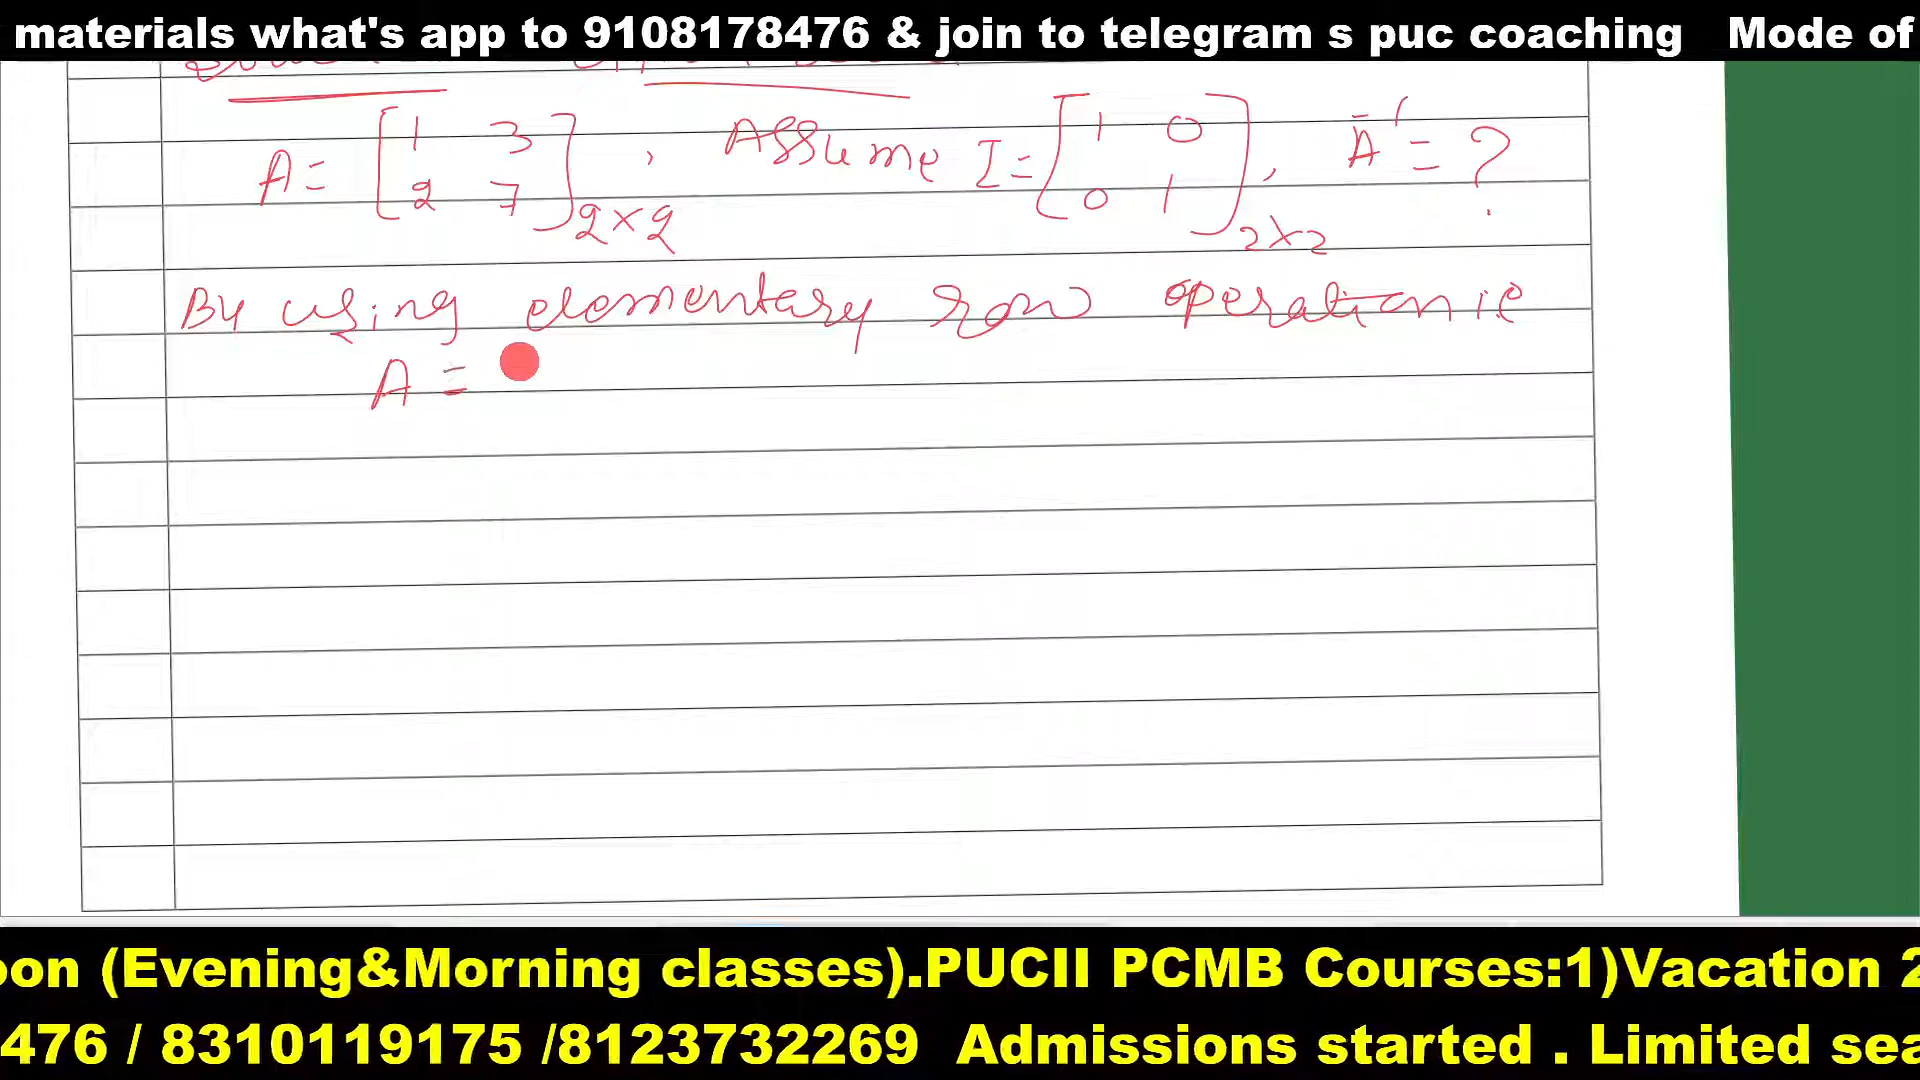 materials what's app to 9108178476 & join to telegram s puc coaching Mode of
A = [1 3 2 7]2×2 , Assume I = [1 0 0 1]2×2 , A⁻¹ = ?
By using elementary row operation ie
A =
oon (Evening&Morning classes).PUCII PCMB Courses:1)Vacation 2
476 / 8310119175 /8123732269 Admissions started . Limited sea